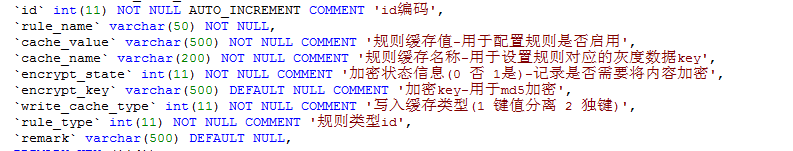 `id` int(11) NOT NULL AUTO_INCREMENT COMMENT 'id编码',
`rule_name` varchar(50) NOT NULL,
`cache_value` varchar(500) NOT NULL COMMENT '规则缓存值-用于配置规则是否启用',
`cache_name` varchar(200) NOT NULL COMMENT '规则缓存名称-用于设置规则对应的灰度数据key',
`encrypt_state` int(11) NOT NULL COMMENT '加密状态信息(0 否 1是)-记录是否需要将内容加密',
`encrypt_key` varchar(500) DEFAULT NULL COMMENT '加密key-用于md5加密',
`write_cache_type` int(11) NOT NULL COMMENT '写入缓存类型(1 键值分离 2 独键)',
`rule_type` int(11) NOT NULL COMMENT '规则类型id',
`remark` varchar(500) DEFAULT NULL,